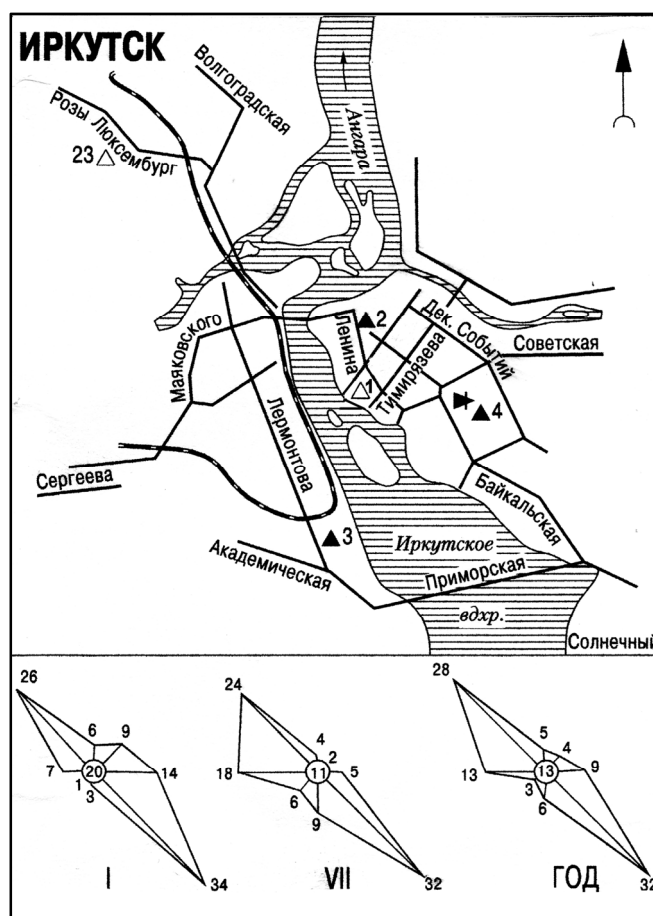 ИРКУТСК
Волгоградская
Розы Люксембург
23
Ангара
Маяковского
Ленина
2
Дек. Событий
Советская
Тимирязева
1
4
Лермонтова
Сергеева
Байкальская
3
Академическая
Иркутское
Приморская
вдхр.
Солнечный
26
6
9
7
20
14
1
3
34
I
24
4
2
18
11
5
6
9
32
VII
28
5
4
13
13
9
3
6
32
ГОД